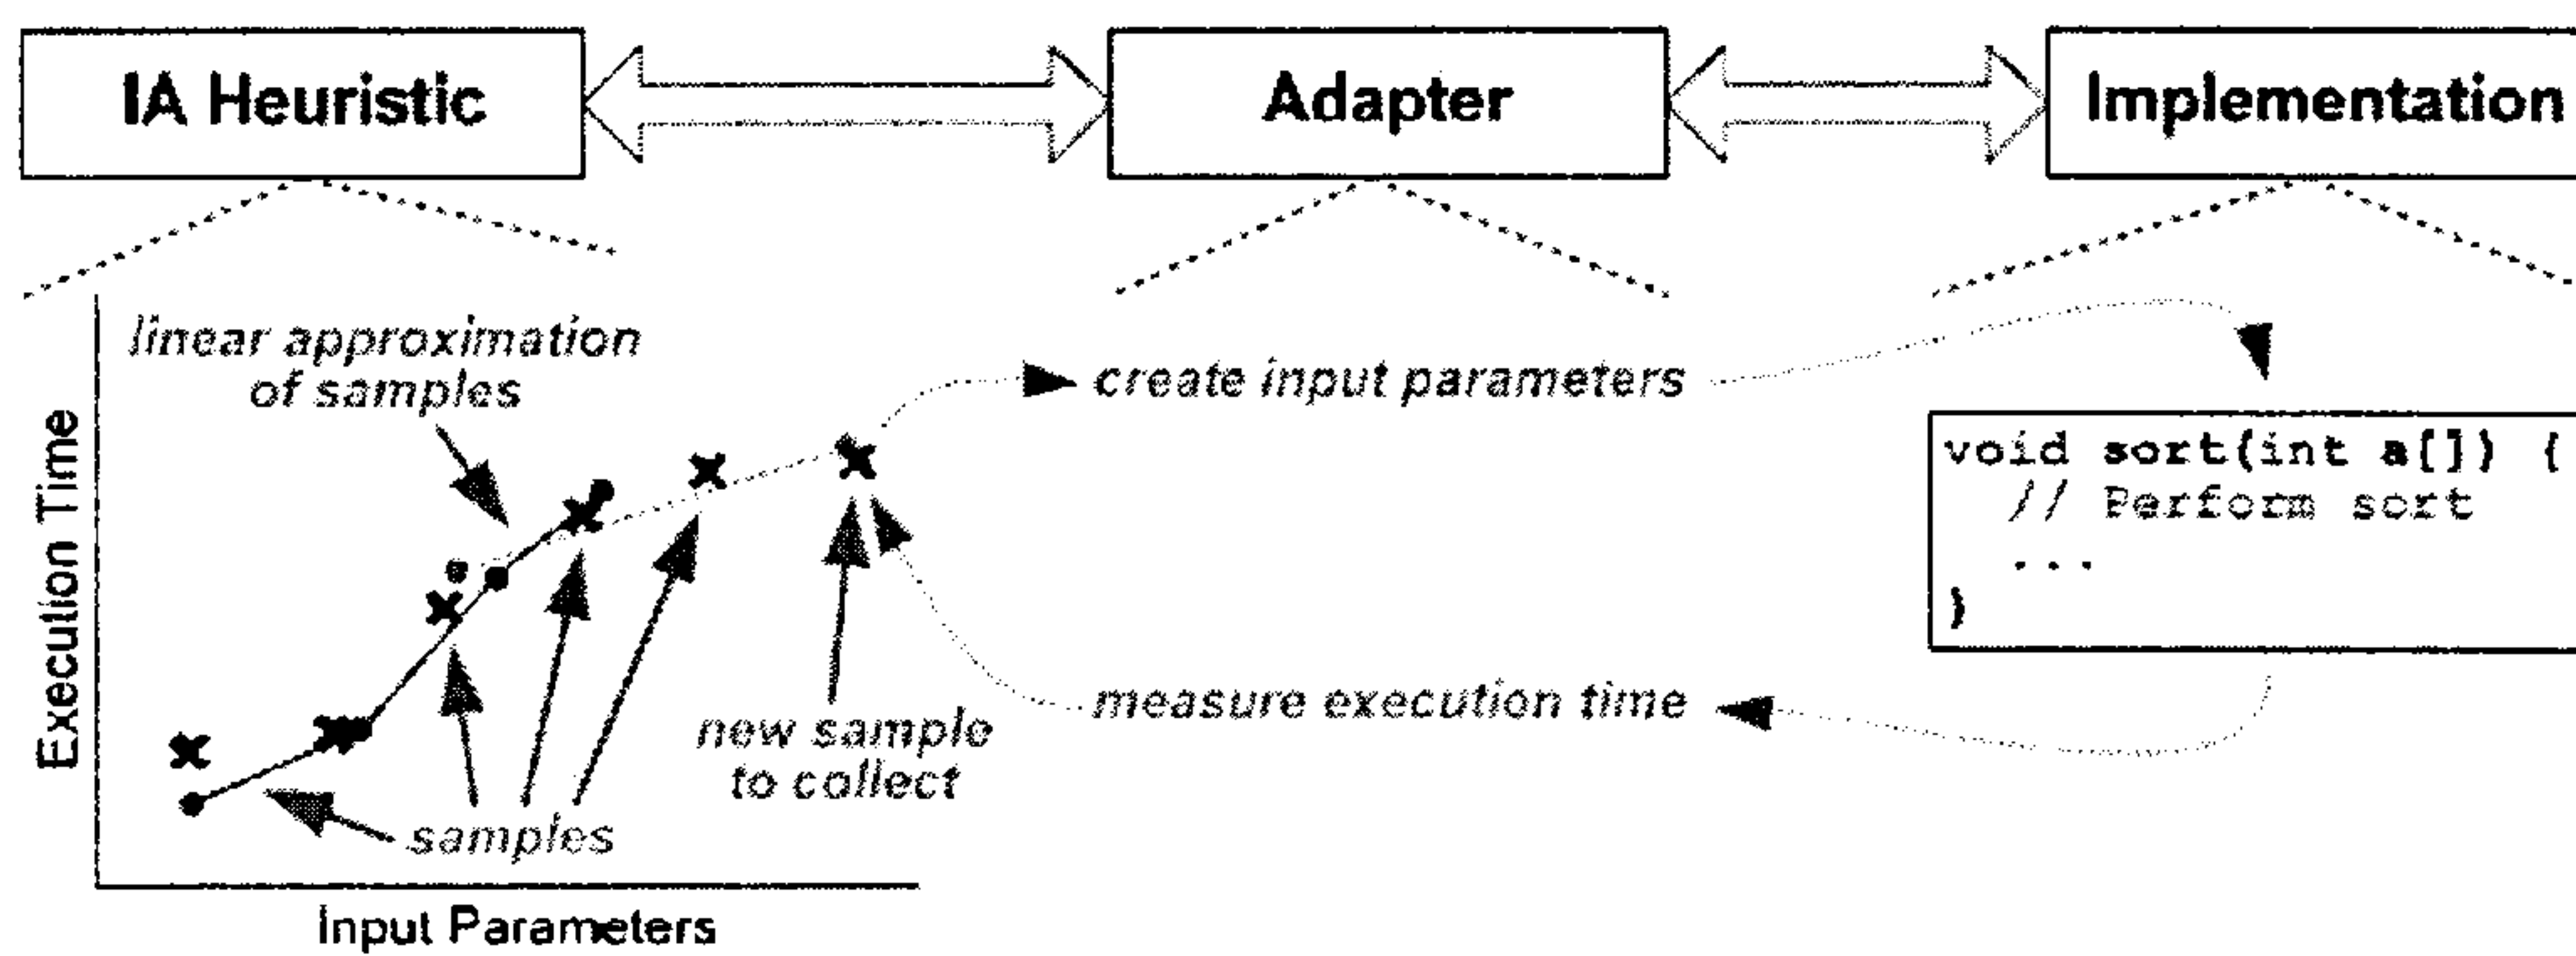 IA Heuristic
Adapter
Implementation
linear approximation
of samples
create input parameters
Execution Time
void sort(int a[]) {
// Perform sort
...
}
measure execution time
new sample
to collect
samples
Input Parameters